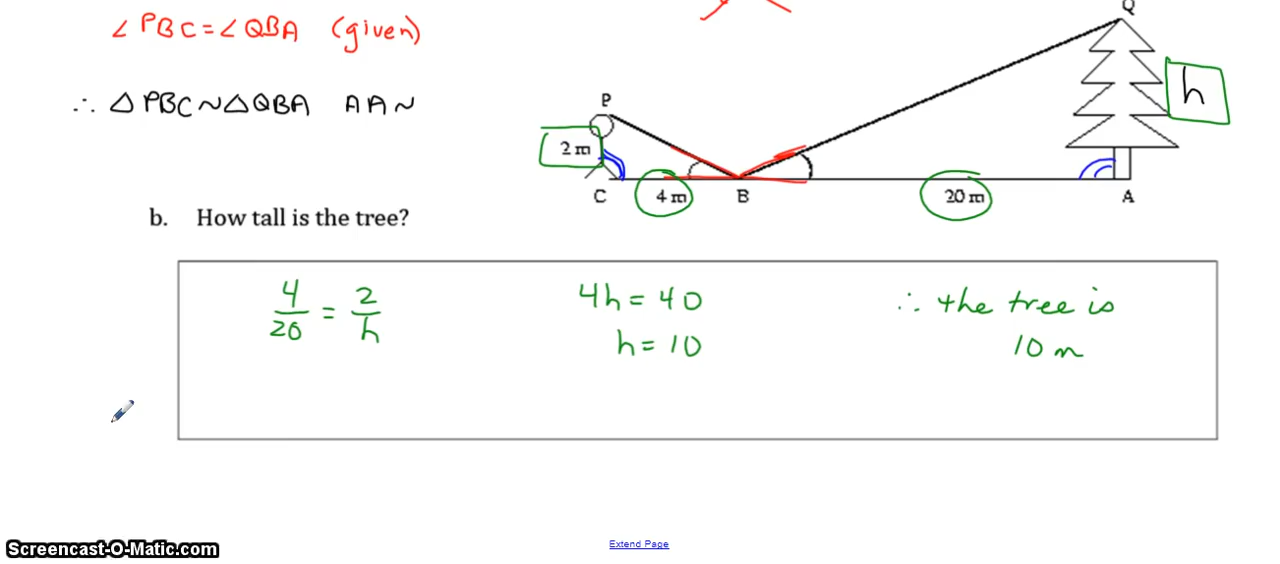 ∠ PBC = ∠ QBA (given)
∴ △ PBC ~ △ QBA AA ~
Q
h
P
2 m
C
4 m
B
20 m
A
b. How tall is the tree?
4/20 = 2/h
4h = 40
h = 10
∴ the tree is
10 m
Extend Page
Screencast-O-Matic.com